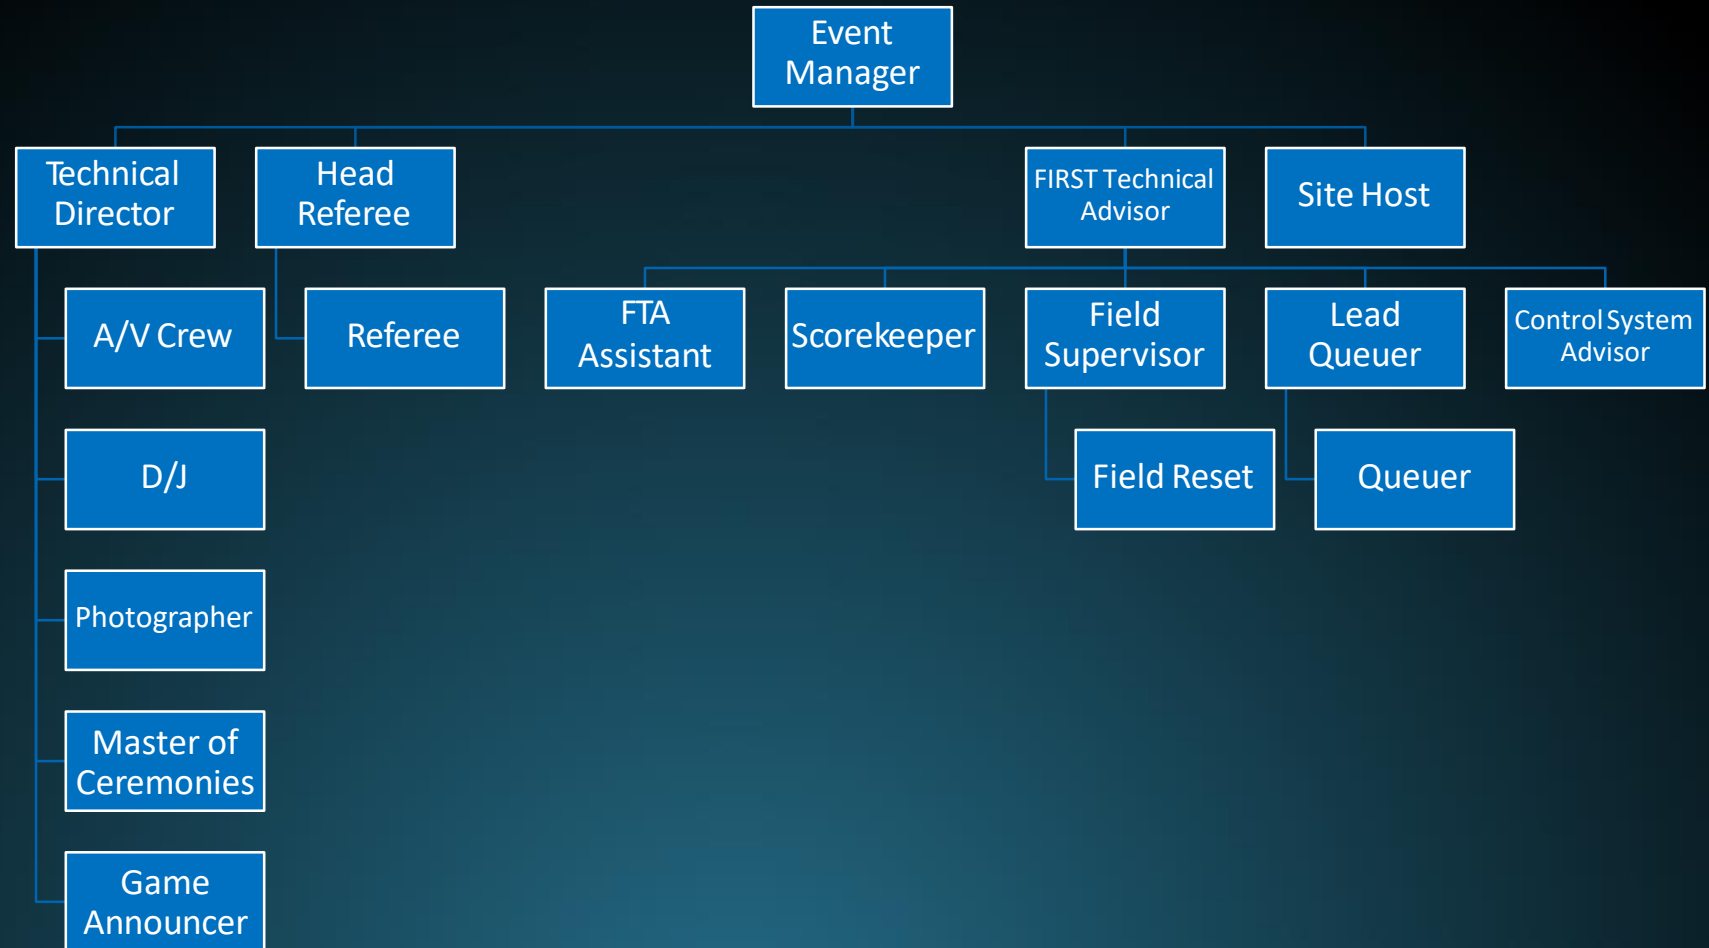 Event
Manager
Technical
Director
Head
Referee
FIRST Technical
Advisor
Site Host
A/V Crew
Referee
FTA
Assistant
Scorekeeper
Field
Supervisor
Lead
Queuer
Control System
Advisor
D/J
Field Reset
Queuer
Photographer
Master of
Ceremonies
Game
Announcer